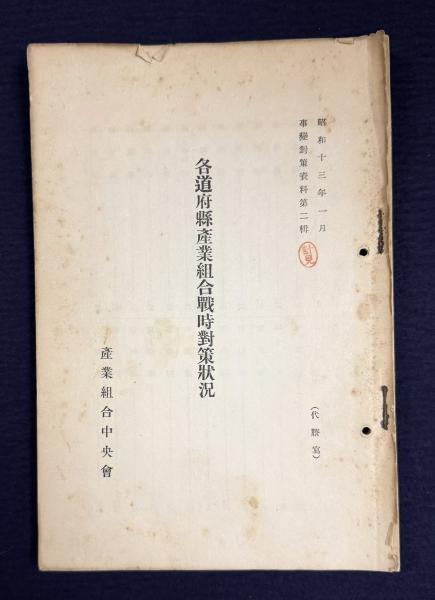 昭和十三年一月
事變對策資料第二輯
（代謄寫）
各道府縣產業組合戰時對策狀況
產業組合中央會